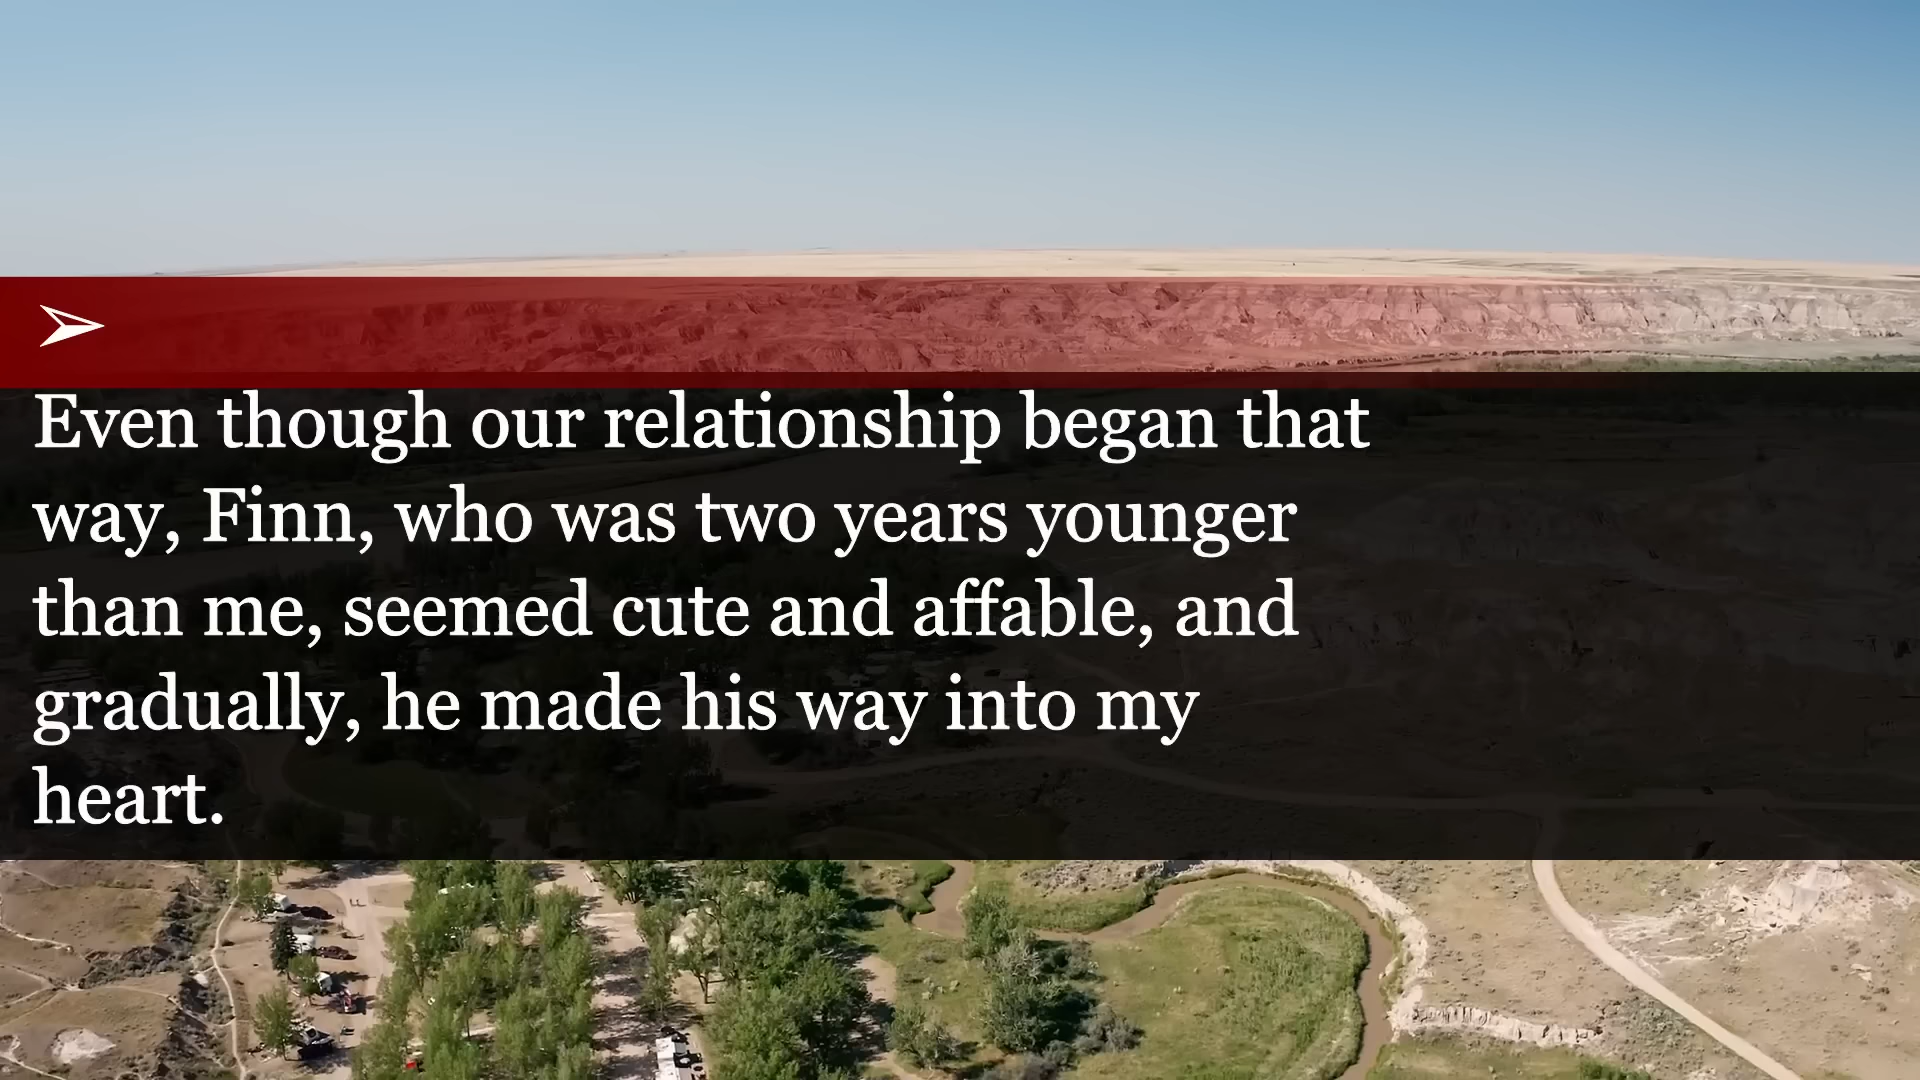 Even though our relationship began that
way, Finn, who was two years younger
than me, seemed cute and affable, and
gradually, he made his way into my
heart.